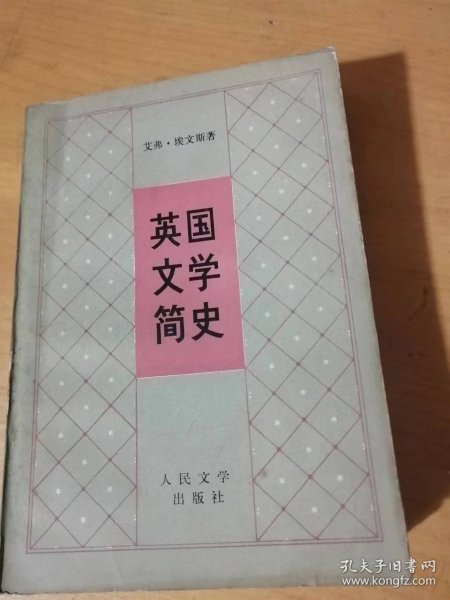 艾弗·埃文斯著
英国
文学
简史
人民文学
出版社
孔夫子旧书网
www.kongfz.com